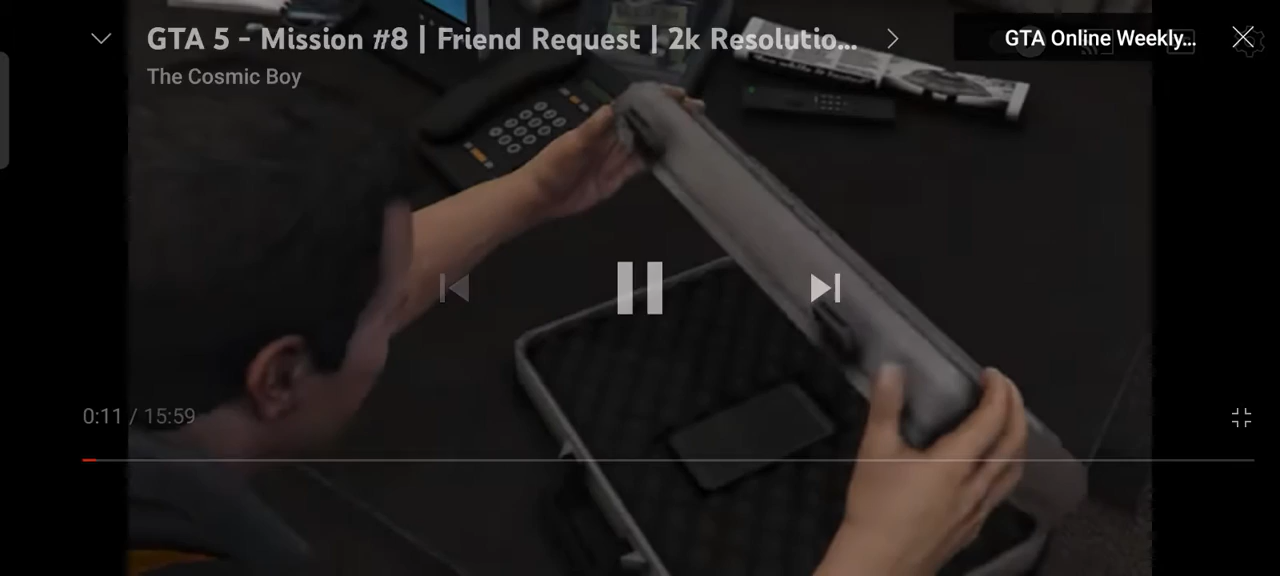 GTA 5 - Mission #8 | Friend Request | 2k Resolutio...
GTA Online Weekly...
The Cosmic Boy
0:11 / 15:59